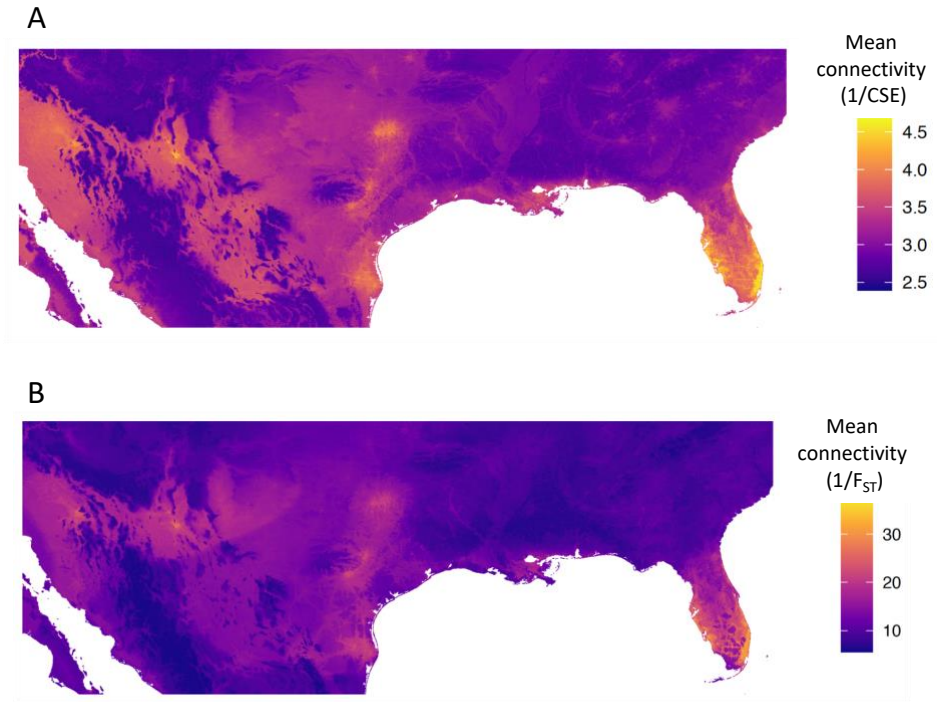 A
Mean
connectivity
(1/CSE)
4.5
4.0
3.5
3.0
2.5
B
Mean
connectivity
(1/FST)
30
20
10